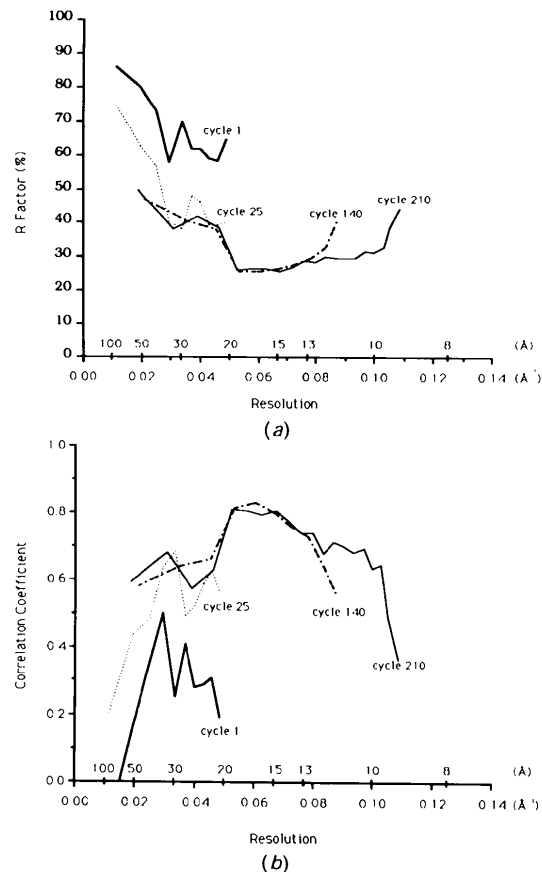 100
90
80
70
60
50
40
30
20
10
0
R Factor (%)
cycle 1
cycle 25
cycle 140
cycle 210
100 50 30 20 15 13 10 8 (Å)
0.00 0.02 0.04 0.06 0.08 0.10 0.12 0.14 (Å⁻)
Resolution
(a)
1.0
0.8
0.6
0.4
0.2
0.0
Correlation Coefficient
cycle 25
cycle 140
cycle 210
cycle 1
100 50 30 20 15 13 10 8 (Å)
0.00 0.02 0.04 0.06 0.08 0.10 0.12 0.14 (Å⁻¹)
Resolution
(b)